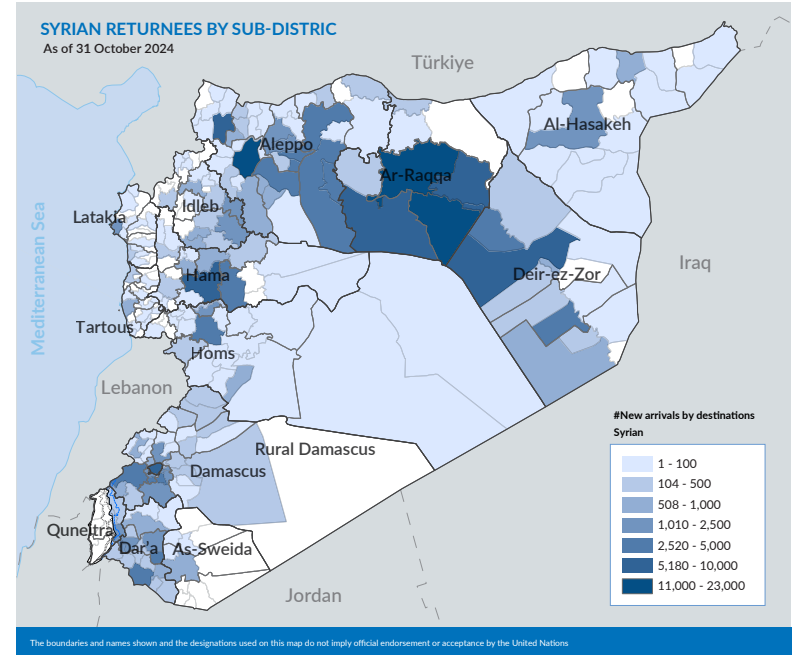 SYRIAN RETURNEES BY SUB-DISTRIC
As of 31 October 2024
Türkiye
Al-Hasakeh
Aleppo
Ar-Raqqa
Idleb
Latakia
Mediterranean Sea
Iraq
Hama
Deir-ez-Zor
Tartous
Homs
Lebanon
#New arrivals by destinations
Syrian
Rural Damascus
1 - 100
Damascus
104 - 500
508 - 1,000
1,010 - 2,500
Quneitra
2,520 - 5,000
Dar'a
As-Sweida
5,180 - 10,000
11,000 - 23,000
Jordan
The boundaries and names shown and the designations used on this map do not imply official endorsement or acceptance by the United Nations